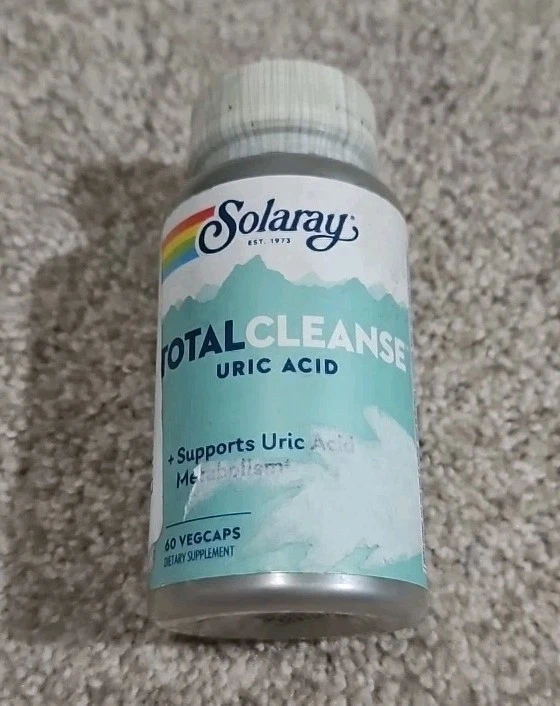 Solaray
EST. 1973
TOTALCLEANSE
URIC ACID
+ Supports Uric Acid
Metabolism†
60 VEGCAPS
DIETARY SUPPLEMENT